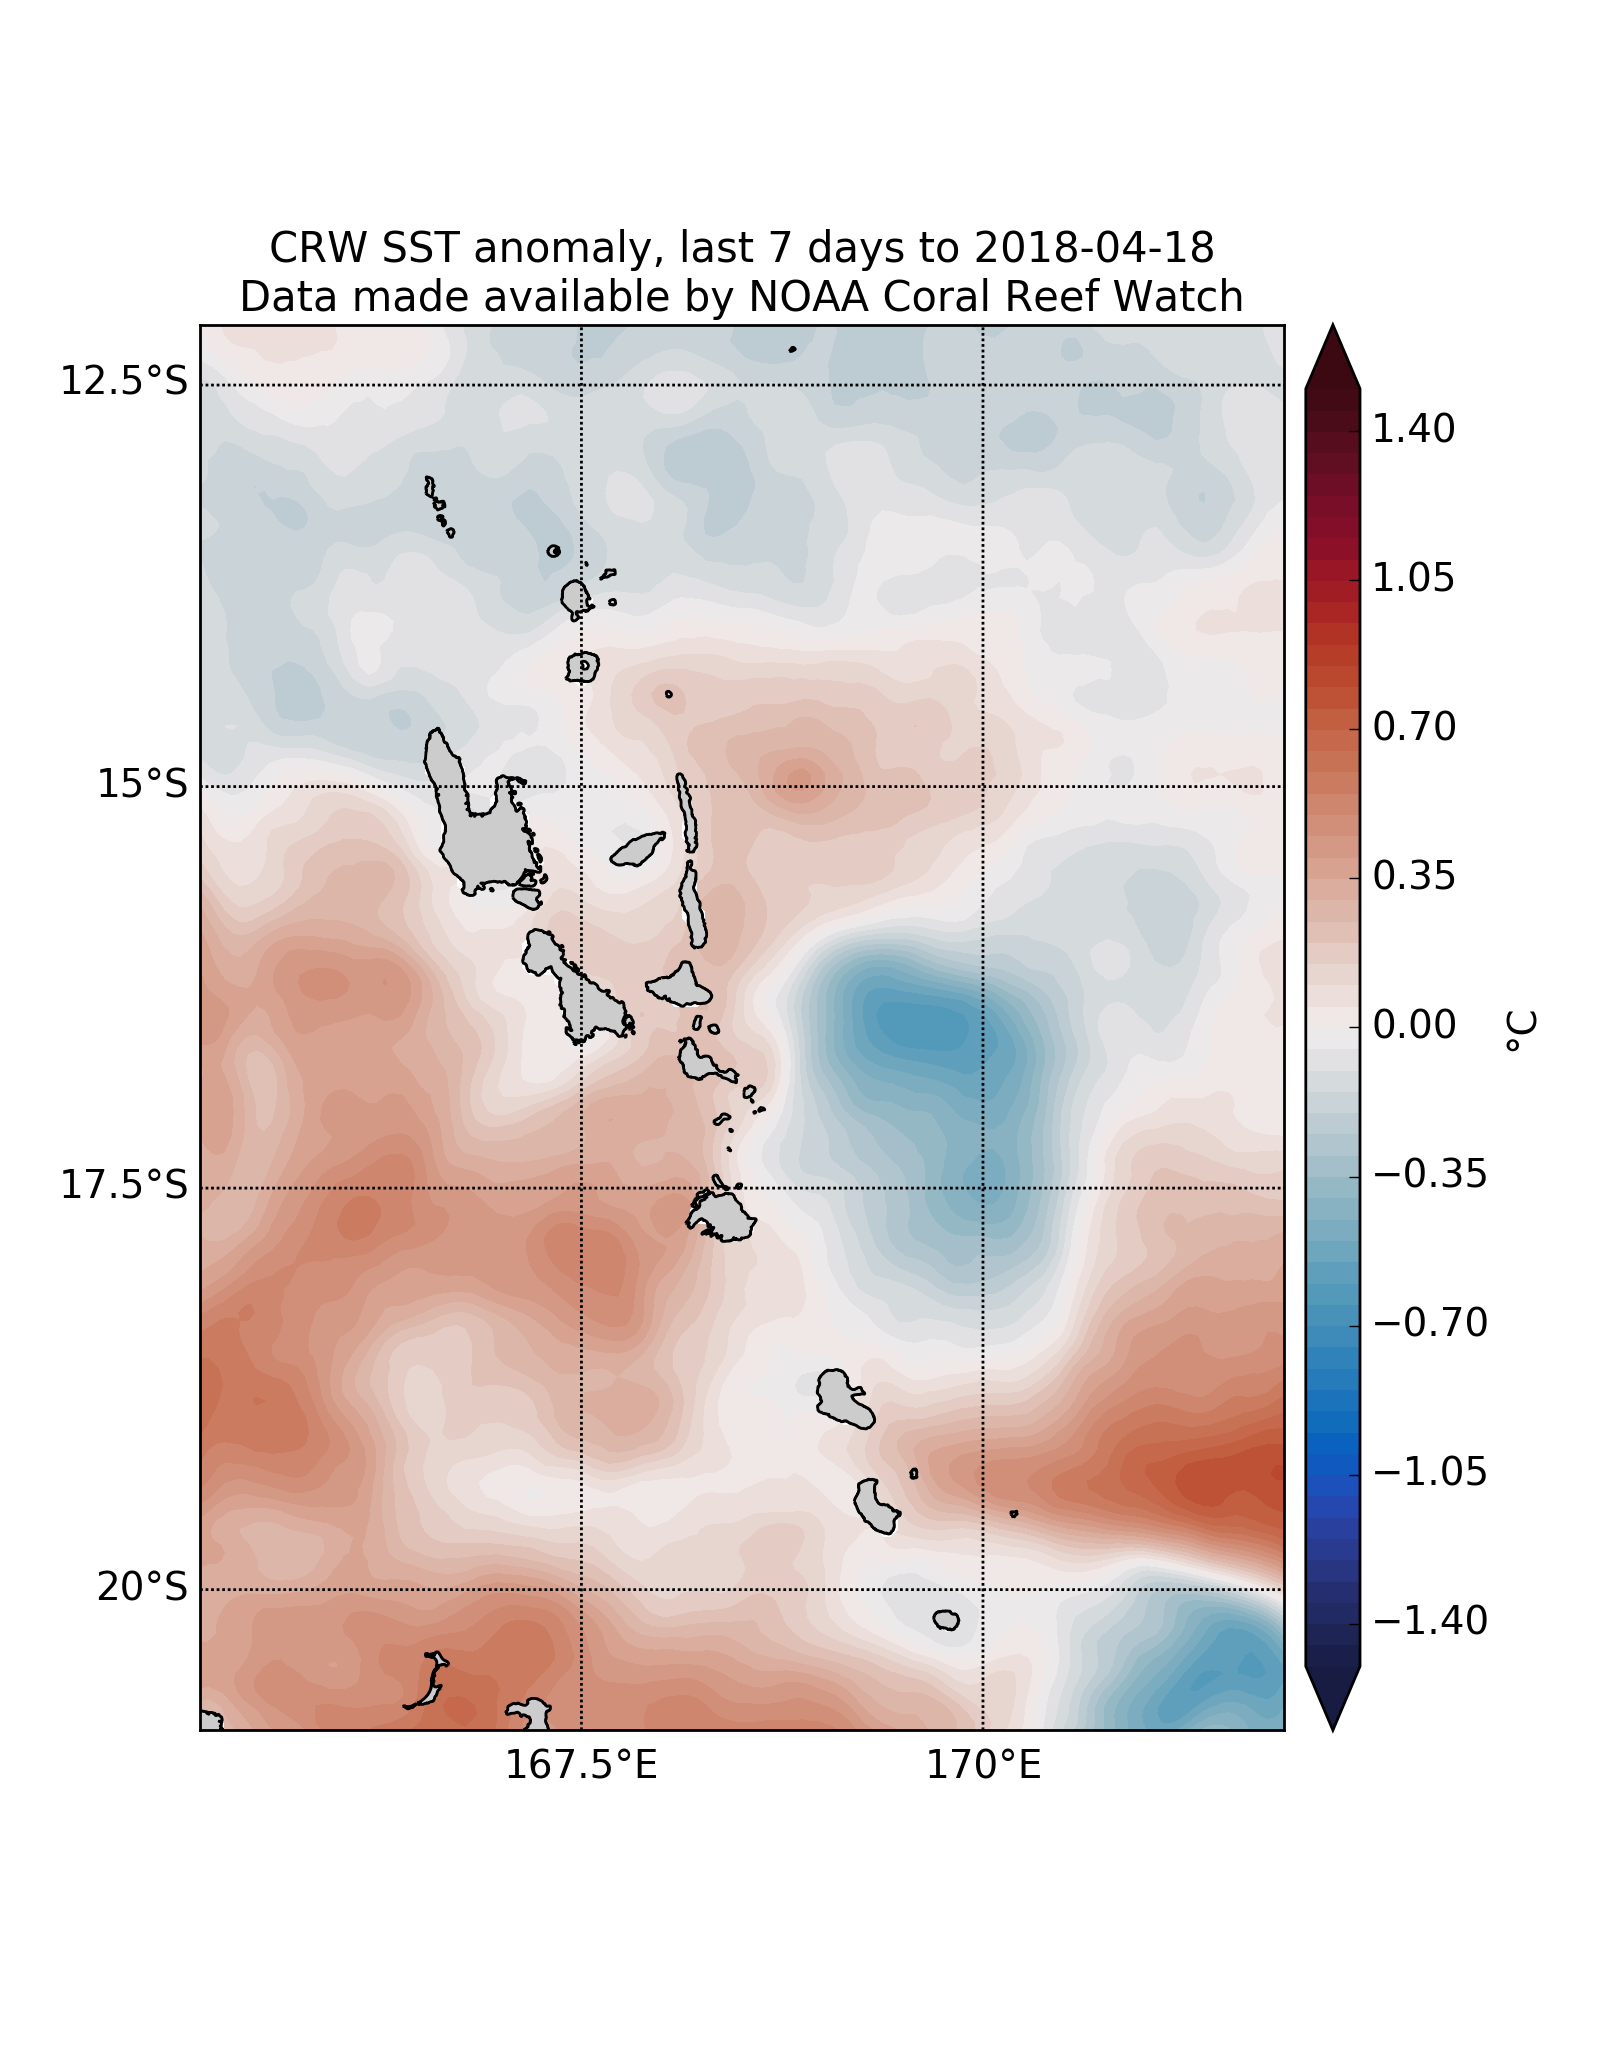 CRW SST anomaly, last 7 days to 2018-04-18
Data made available by NOAA Coral Reef Watch
12.5°S
15°S
17.5°S
20°S
167.5°E
170°E
1.40
1.05
0.70
0.35
0.00
−0.35
−0.70
−1.05
−1.40
°C